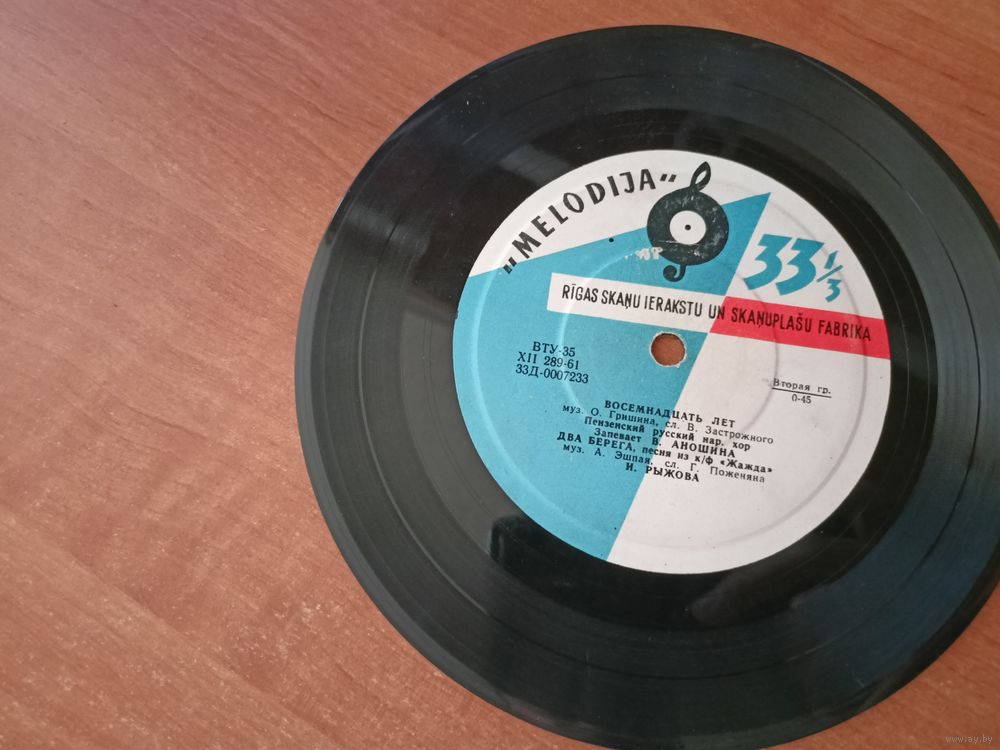 „MELODIJA"
33 1/3
RĪGAS SKAŅU IERAKSTU UN SKAŅUPLAŠU FABRIKA
ВТУ-35
XII 289-61
33Д-0007233
Вторая гр.
0-45
ВОСЕМНАДЦАТЬ ЛЕТ
муз. О. Гришина, сл. В. Застрожного
Пензенский русский нар. хор
Запевает В. АНОШИНА
ДВА БЕРЕГА, песня из к/ф «Жажда»
муз. А. Эшпая, сл. Г. Поженяна
И. РЫЖОВА
www.ay.by